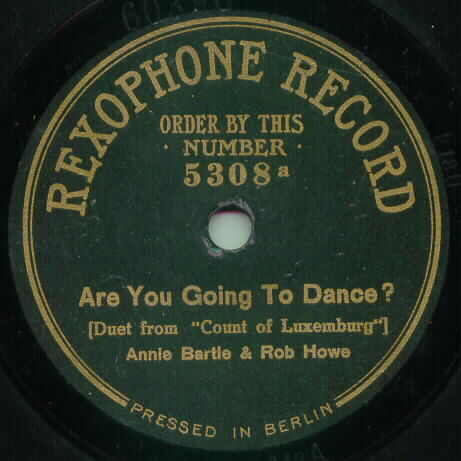 REXOPHONE RECORD
ORDER BY THIS
· NUMBER ·
5308a
Are You Going To Dance?
[Duet from "Count of Luxemburg"]
Annie Bartle & Rob Howe
PRESSED IN BERLIN